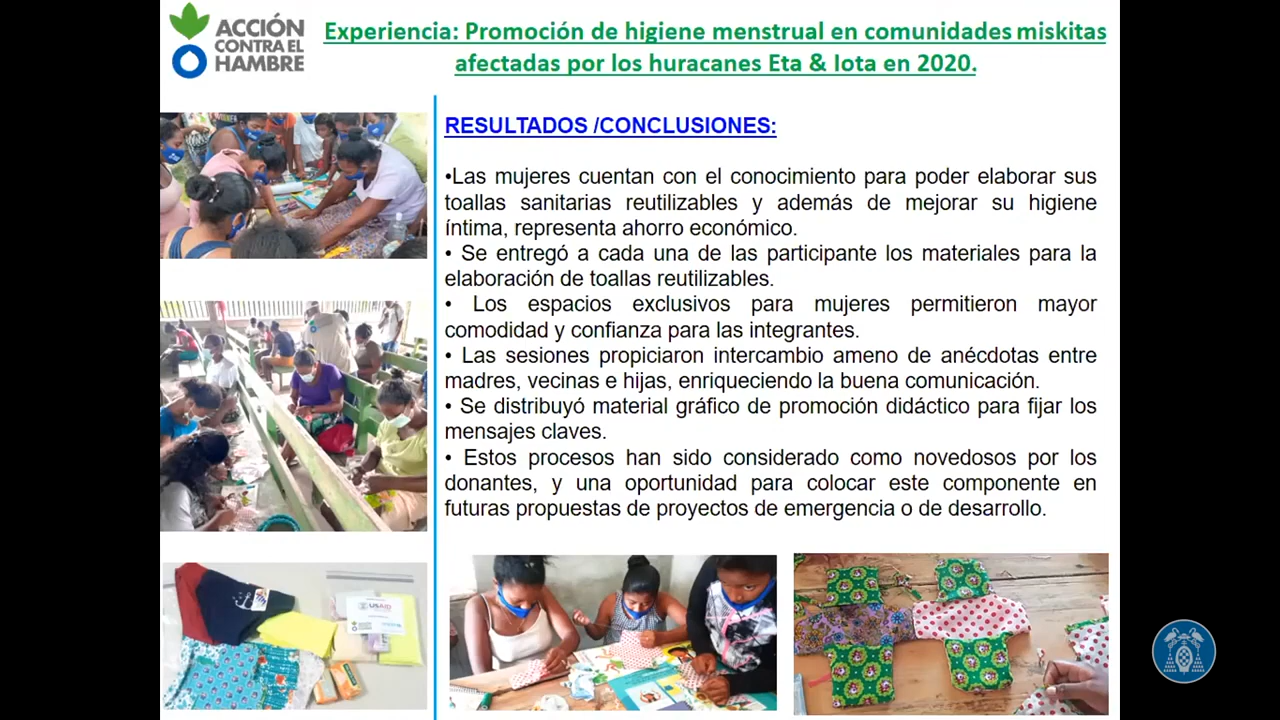 ACCIÓN
CONTRA EL
HAMBRE
Experiencia: Promoción de higiene menstrual en comunidades miskitas
afectadas por los huracanes Eta & Iota en 2020.
RESULTADOS /CONCLUSIONES:
•Las mujeres cuentan con el conocimiento para poder elaborar sus
toallas sanitarias reutilizables y además de mejorar su higiene
íntima, representa ahorro económico.
• Se entregó a cada una de las participante los materiales para la
elaboración de toallas reutilizables.
• Los espacios exclusivos para mujeres permitieron mayor
comodidad y confianza para las integrantes.
• Las sesiones propiciaron intercambio ameno de anécdotas entre
madres, vecinas e hijas, enriqueciendo la buena comunicación.
• Se distribuyó material gráfico de promoción didáctico para fijar los
mensajes claves.
• Estos procesos han sido considerado como novedosos por los
donantes, y una oportunidad para colocar este componente en
futuras propuestas de proyectos de emergencia o de desarrollo.
USAID